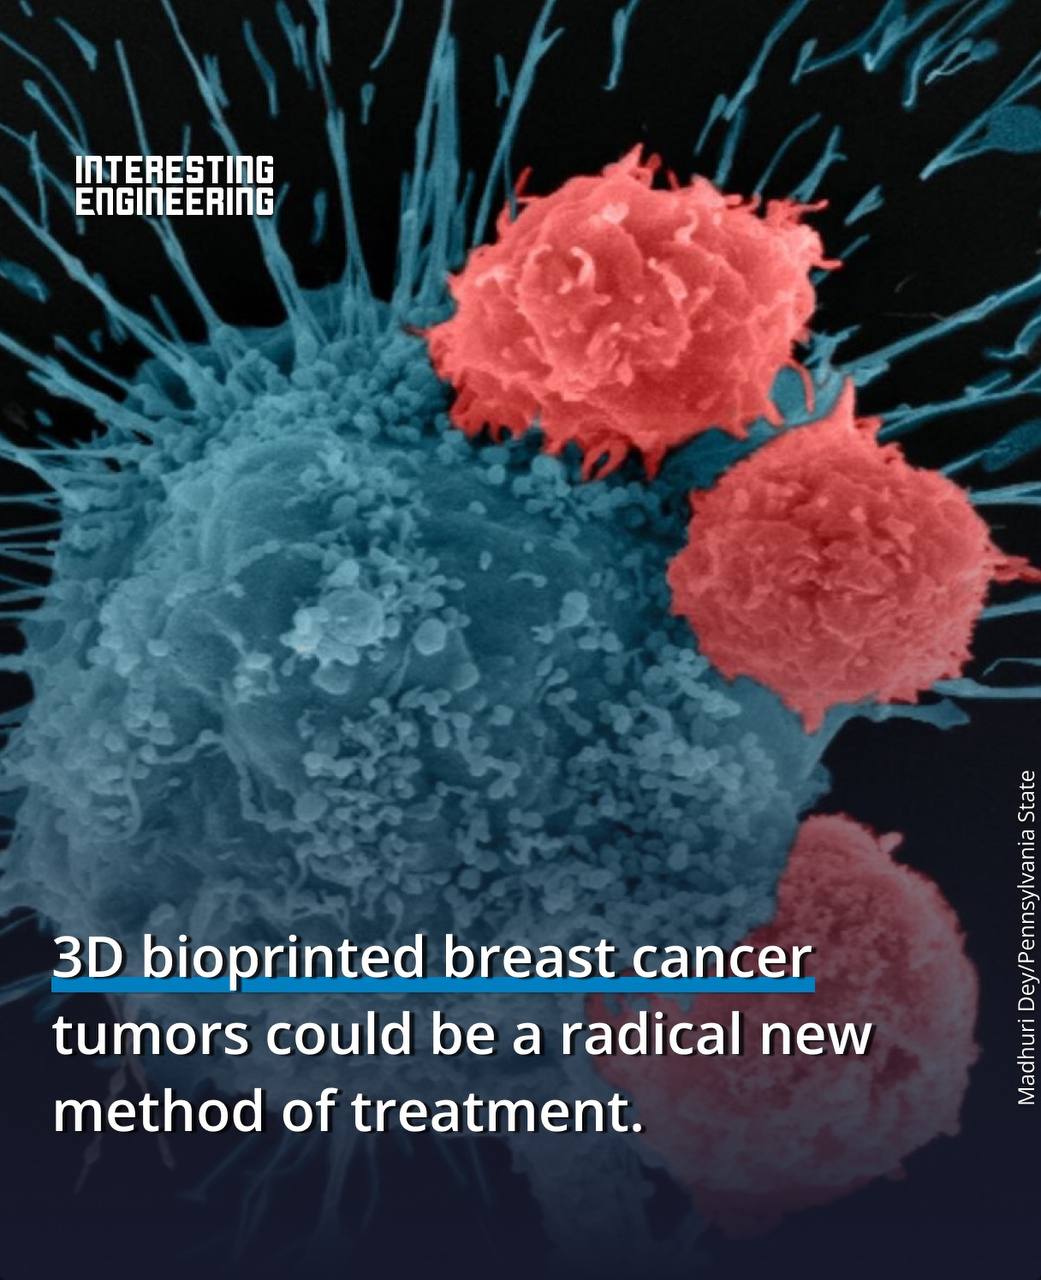 INTERESTING
ENGINEERING
3D bioprinted breast cancer
tumors could be a radical new
method of treatment.
Madhuri Dey/Pennsylvania State